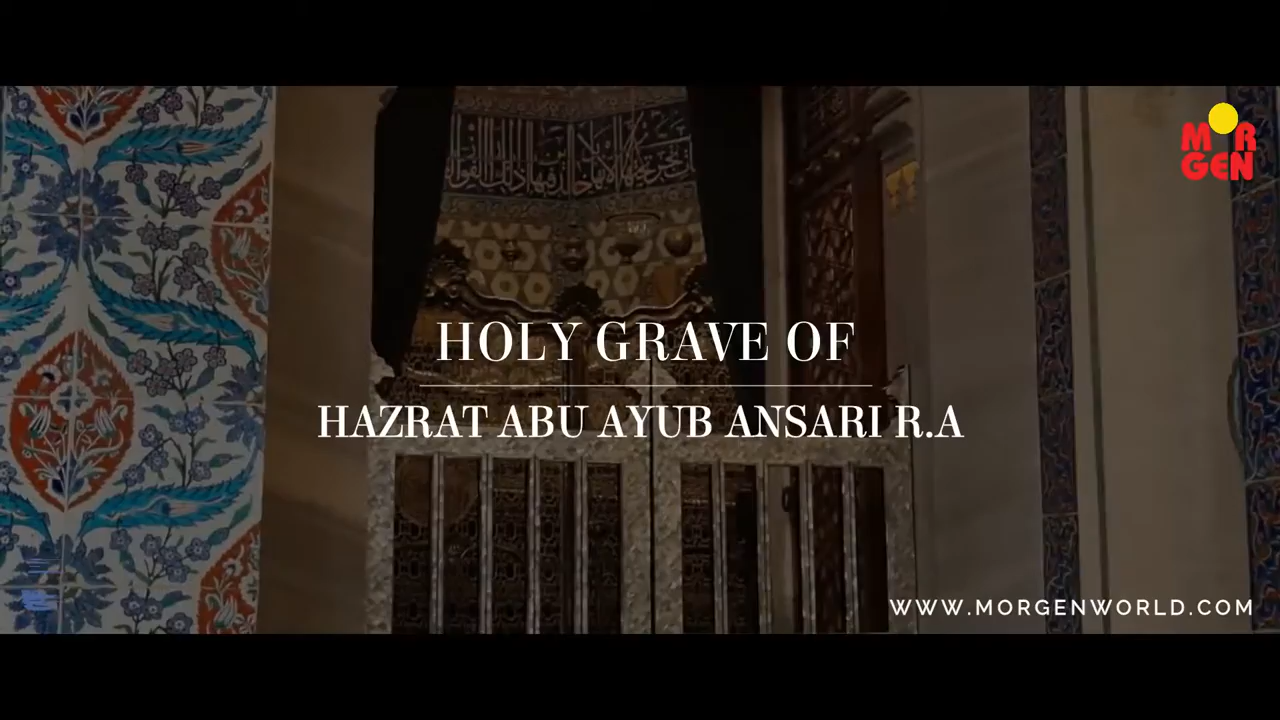 MORGEN
HOLY GRAVE OF
HAZRAT ABU AYUB ANSARI R.A
WWW.MORGENWORLD.COM